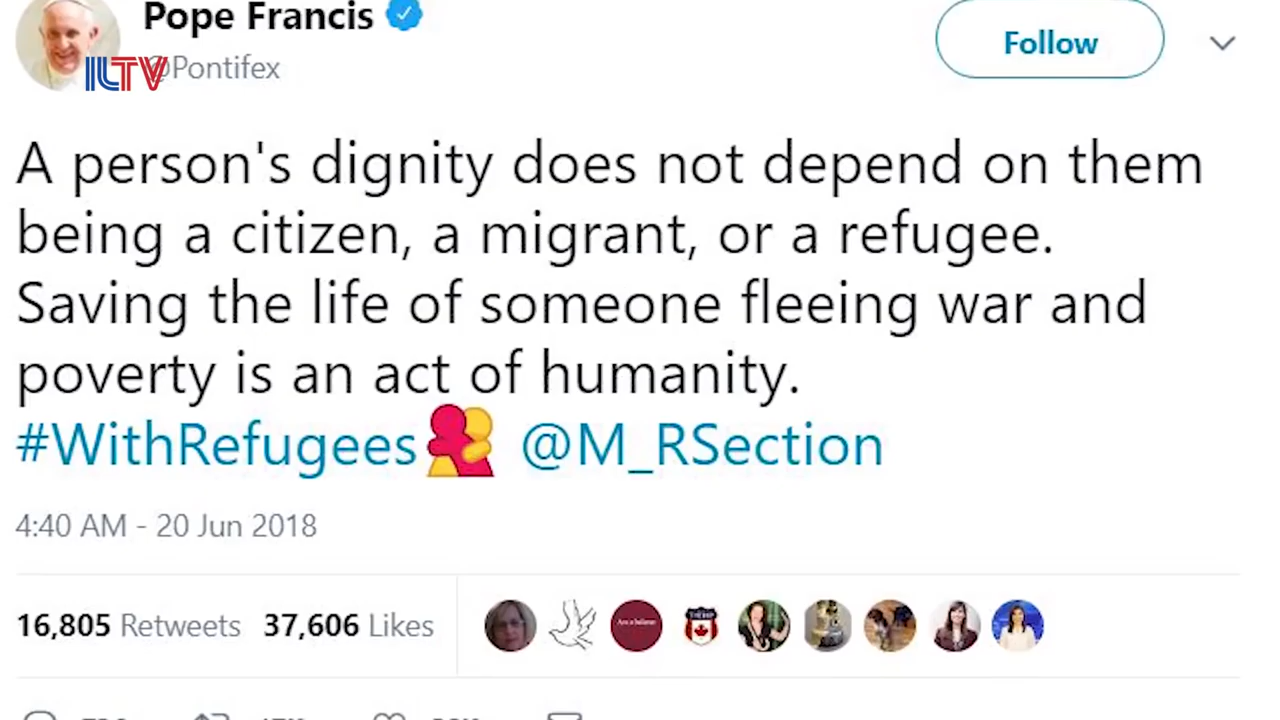 Pope Francis
ILTV
@Pontifex
Follow
A person's dignity does not depend on them
being a citizen, a migrant, or a refugee.
Saving the life of someone fleeing war and
poverty is an act of humanity.
#WithRefugees @M_RSection
4:40 AM - 20 Jun 2018
16,805 Retweets 37,606 Likes